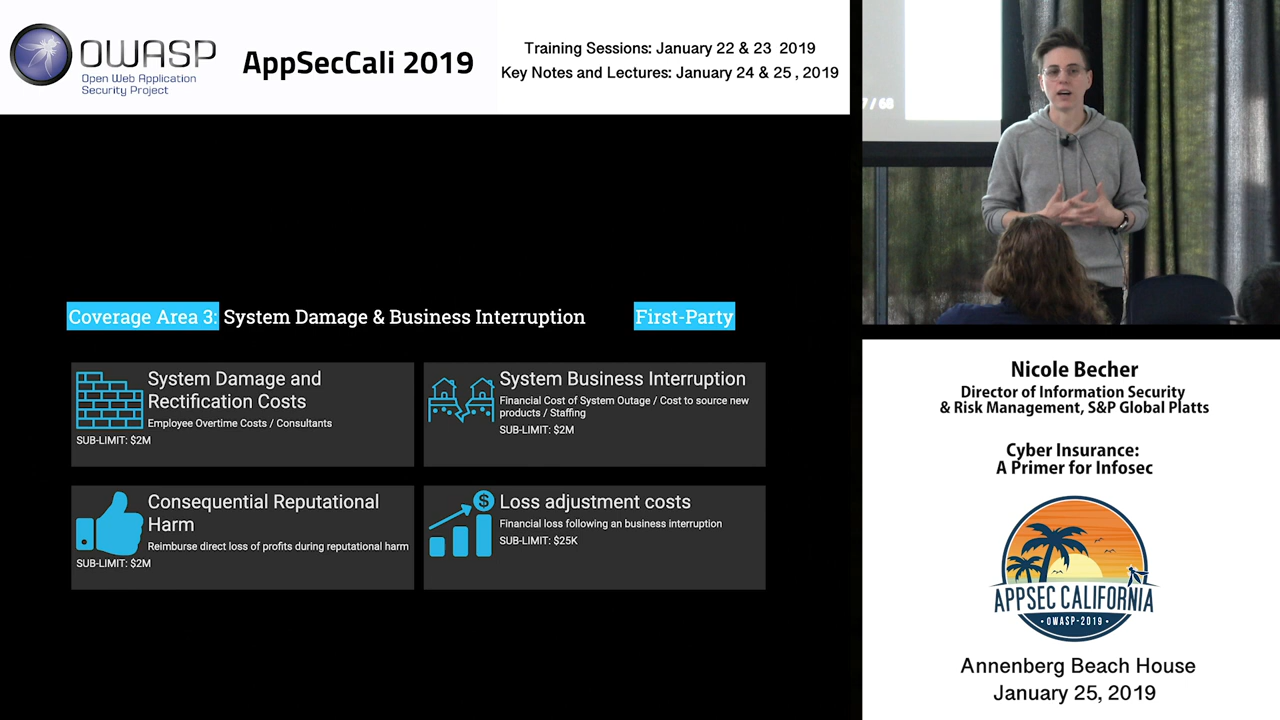 OWASP
Open Web Application
Security Project
AppSecCali 2019
Training Sessions: January 22 & 23 2019
Key Notes and Lectures: January 24 & 25 , 2019
/ 68
Coverage Area 3: System Damage & Business Interruption
First-Party
System Damage and
Rectification Costs
Employee Overtime Costs / Consultants
SUB-LIMIT: $2M
System Business Interruption
Financial Cost of System Outage / Cost to source new
products / Staffing
SUB-LIMIT: $2M
Consequential Reputational
Harm
Reimburse direct loss of profits during reputational harm
SUB-LIMIT: $2M
$
Loss adjustment costs
Financial loss following an business interruption
SUB-LIMIT: $25K
Nicole Becher
Director of Information Security
& Risk Management, S&P Global Platts
Cyber Insurance:
A Primer for Infosec
APPSEC CALIFORNIA
• OWASP-2019 •
Annenberg Beach House
January 25, 2019